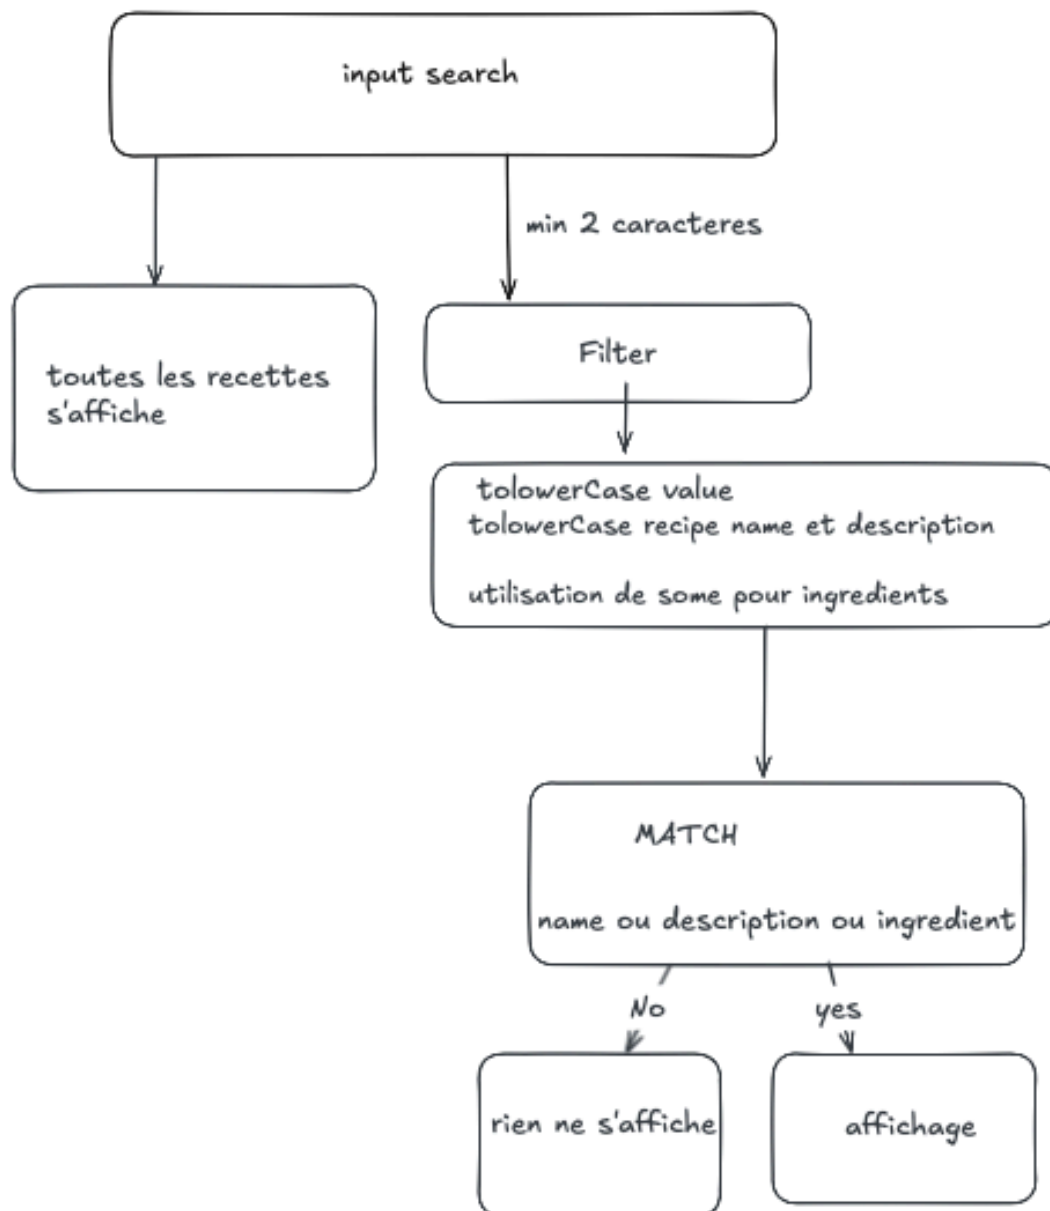 input search
min 2 caracteres
Filter
toutes les recettes
s'affiche
tolowerCase value
tolowerCase recipe name et description
utilisation de some pour ingredients
MATCH
name ou description ou ingredient
No
yes
rien ne s'affiche
affichage